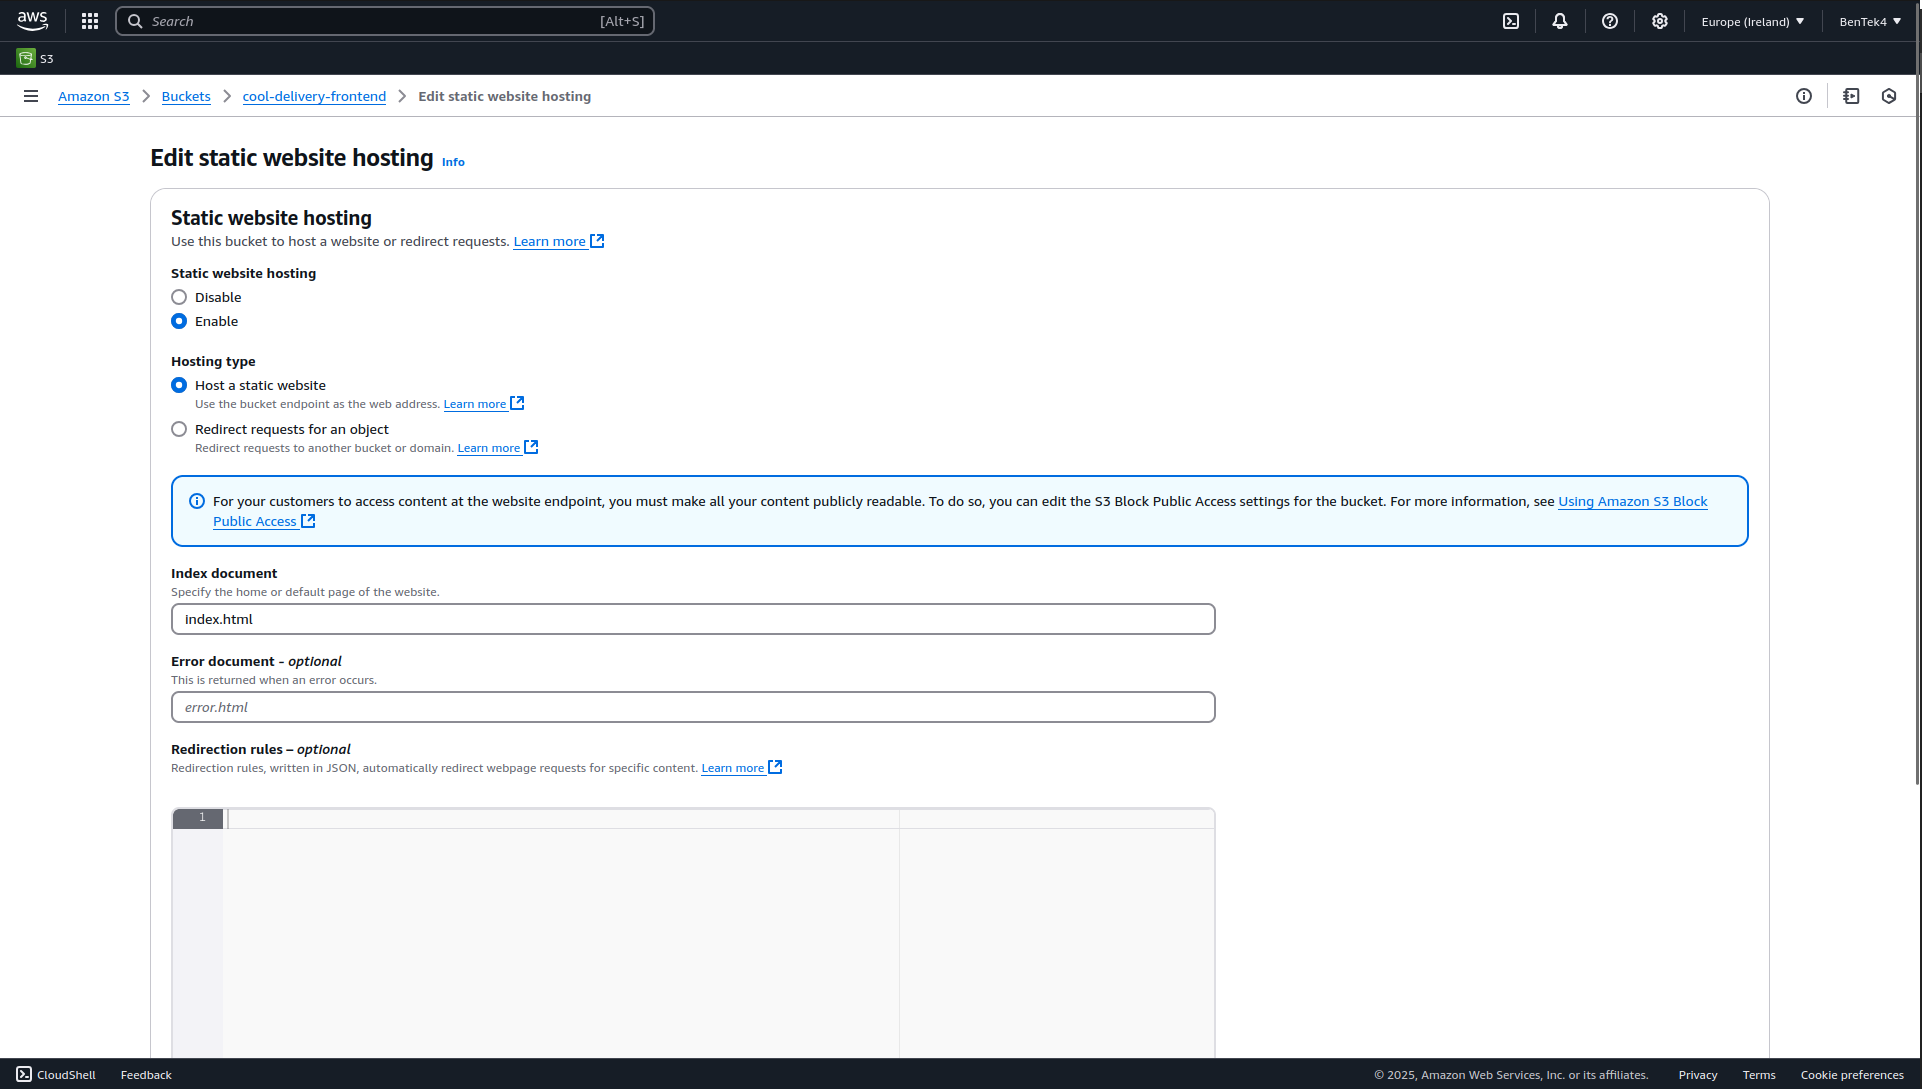 aws
Search [Alt+S]
Europe (Ireland)
BenTek4
S3
Amazon S3
Buckets
cool-delivery-frontend
Edit static website hosting
Edit static website hosting
Info
Static website hosting
Use this bucket to host a website or redirect requests. Learn more
Static website hosting
Disable
Enable
Hosting type
Host a static website
Use the bucket endpoint as the web address. Learn more
Redirect requests for an object
Redirect requests to another bucket or domain. Learn more
For your customers to access content at the website endpoint, you must make all your content publicly readable. To do so, you can edit the S3 Block Public Access settings for the bucket. For more information, see Using Amazon S3 Block
Public Access
Index document
Specify the home or default page of the website.
index.html
Error document - optional
This is returned when an error occurs.
error.html
Redirection rules – optional
Redirection rules, written in JSON, automatically redirect webpage requests for specific content. Learn more
1
CloudShell
Feedback
© 2025, Amazon Web Services, Inc. or its affiliates.
Privacy
Terms
Cookie preferences